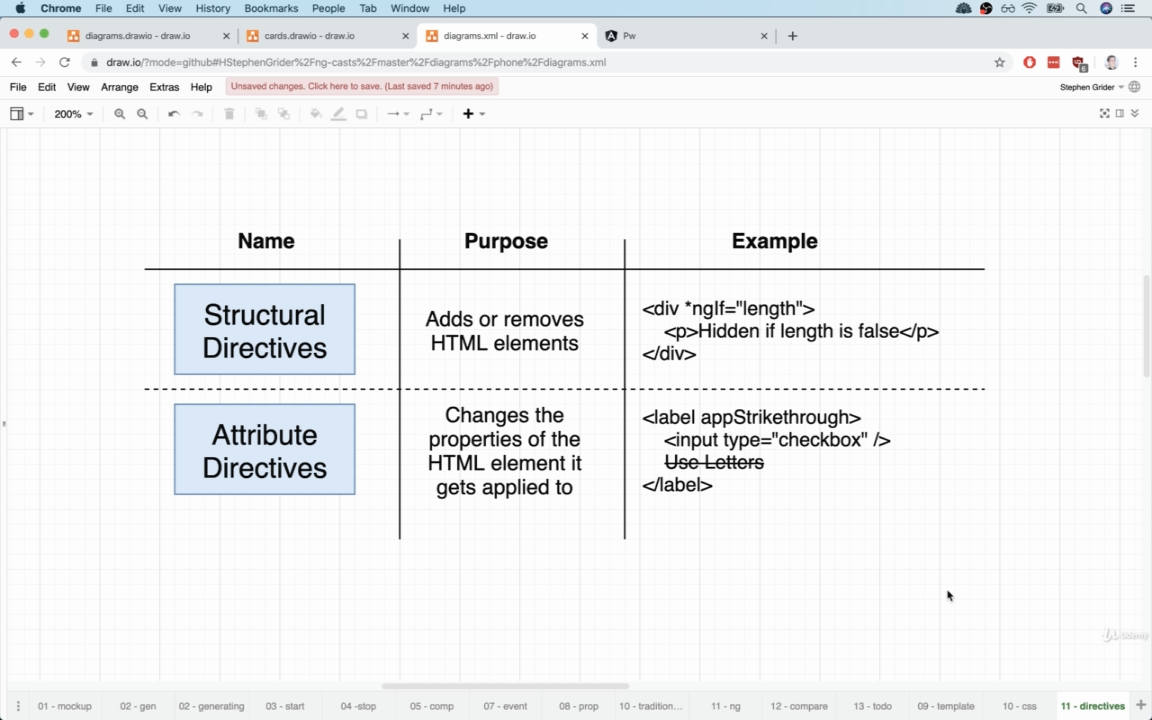 Chrome File Edit View History Bookmarks People Tab Window Help
diagrams.drawio - draw.io
cards.drawio - draw.io
diagrams.xml - draw.io
Pw
draw.io/?mode=github#HStephenGrider%2Fng-casts%2Fmaster%2Fdiagrams%2Fphone%2Fdiagrams.xml
File Edit View Arrange Extras Help Unsaved changes. Click here to save. (Last saved 7 minutes ago) Stephen Grider
200%
Name Purpose Example
Structural
Directives
Adds or removes
HTML elements
<div *ngIf="length">
<p>Hidden if length is false</p>
</div>
Attribute
Directives
Changes the
properties of the
HTML element it
gets applied to
<label appStrikethrough>
<input type="checkbox" />
Use Letters
</label>
Udemy
01 - mockup 02 - gen 02 - generating 03 - start 04 -stop 05 - comp 07 - event 08 - prop 10 - tradition... 11 - ng 12 - compare 13 - todo 09 - template 10 - css 11 - directives